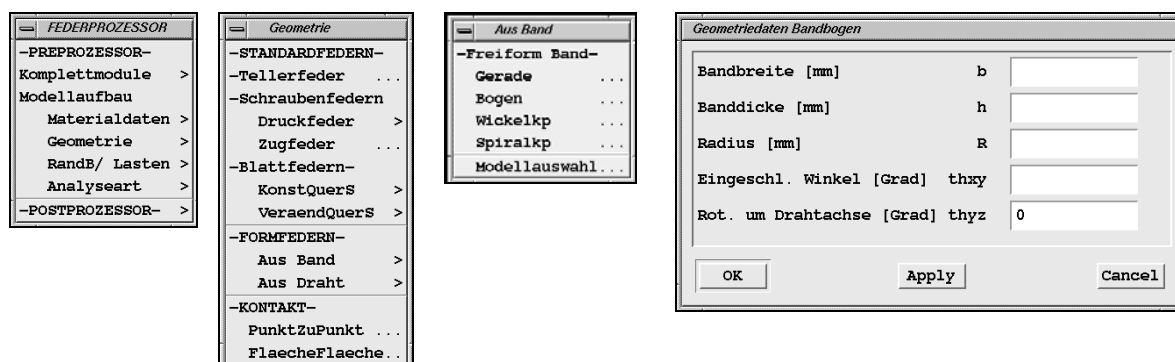 FEDERPROZESSOR
–PREPROZESSOR–
Komplettmodule >
Modellaufbau
Materialdaten >
Geometrie >
RandB/ Lasten >
Analyseart >
–POSTPROZESSOR– >
Geometrie
–STANDARDFEDERN–
–Tellerfeder ...
–Schraubenfedern
Druckfeder >
Zugfeder ...
–Blattfedern–
KonstQuerS >
VeraendQuerS >
–FORMFEDERN–
Aus Band >
Aus Draht >
–KONTAKT–
PunktZuPunkt ...
FlaecheFlaeche..
Aus Band
–Freiform Band–
Gerade ...
Bogen ...
Wickelkp ...
Spiralkp ...
Modellauswahl...
Geometriedaten Bandbogen
Bandbreite [mm] b
Banddicke [mm] h
Radius [mm] R
Eingeschl. Winkel [Grad] thxy
Rot. um Drahtachse [Grad] thyz 0
OK Apply Cancel